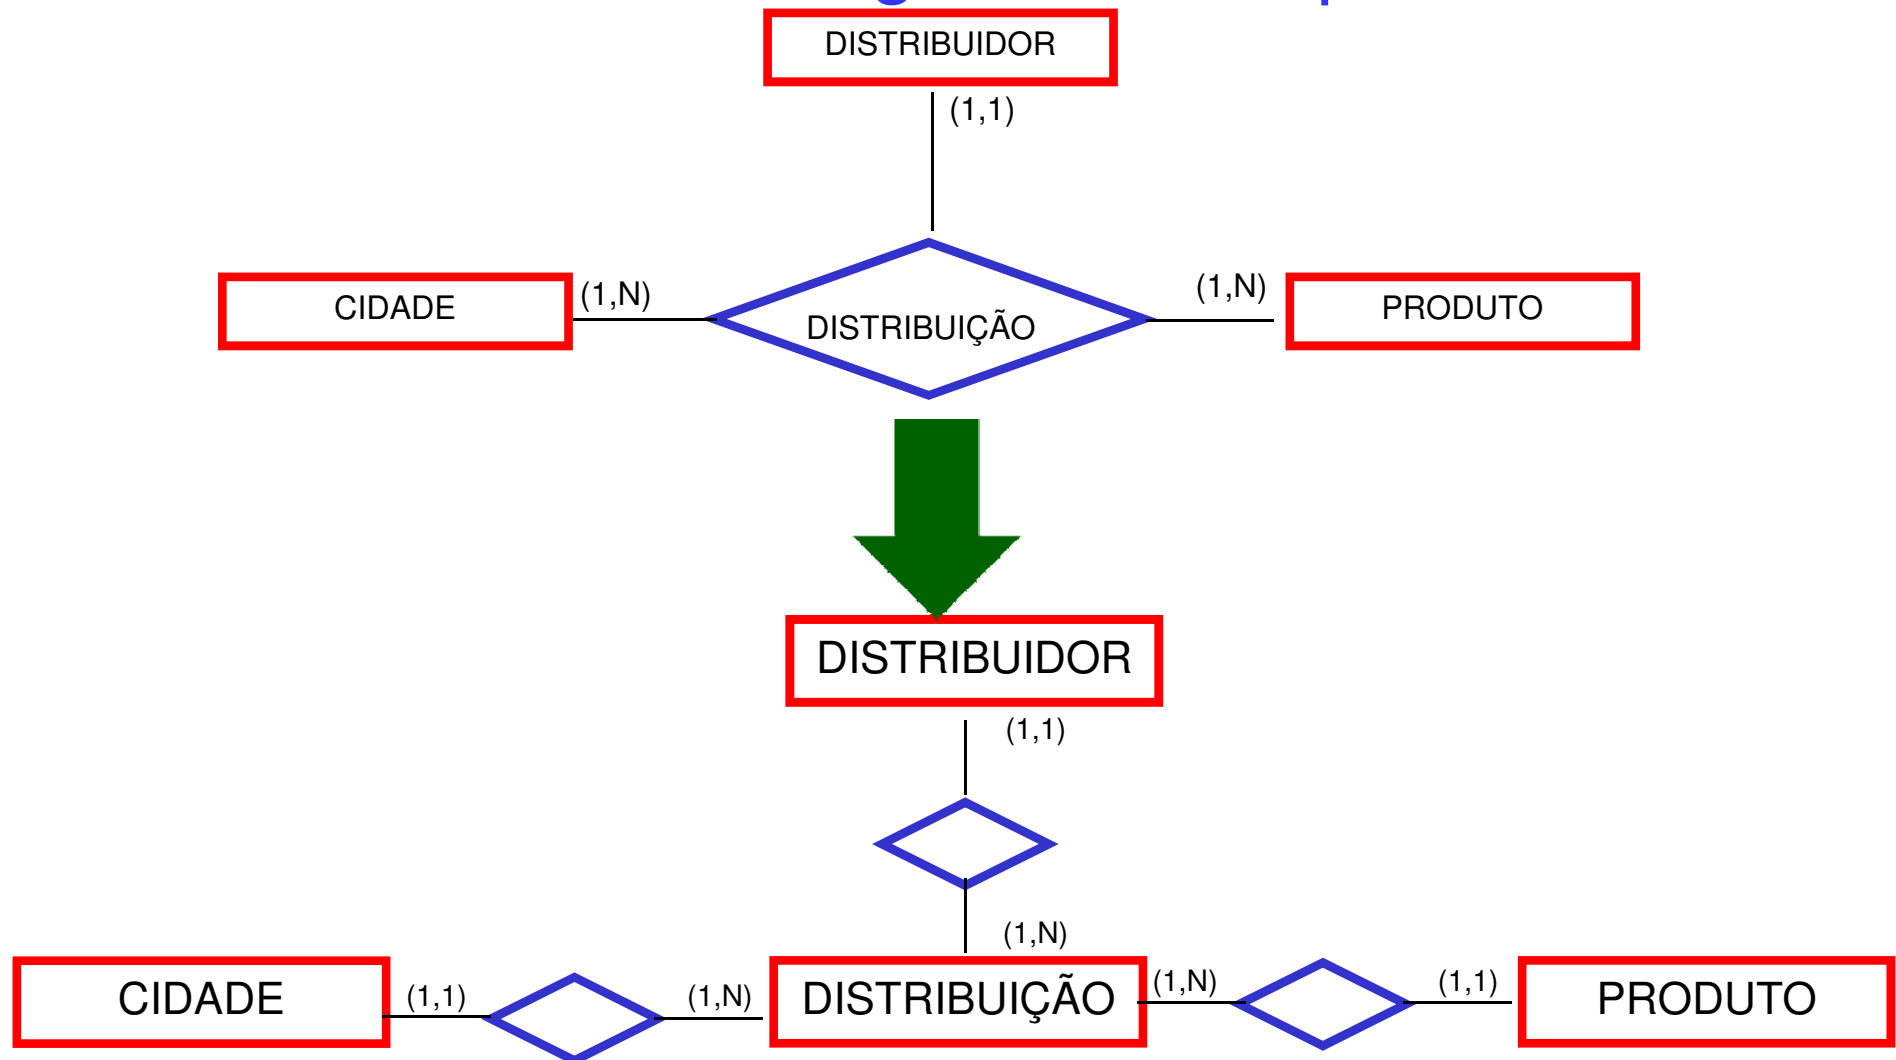 DISTRIBUIDOR
(1,1)
CIDADE
(1,N)
DISTRIBUIÇÃO
(1,N)
PRODUTO
DISTRIBUIDOR
(1,1)
(1,N)
CIDADE
(1,1)
(1,N)
DISTRIBUIÇÃO
(1,N)
(1,1)
PRODUTO